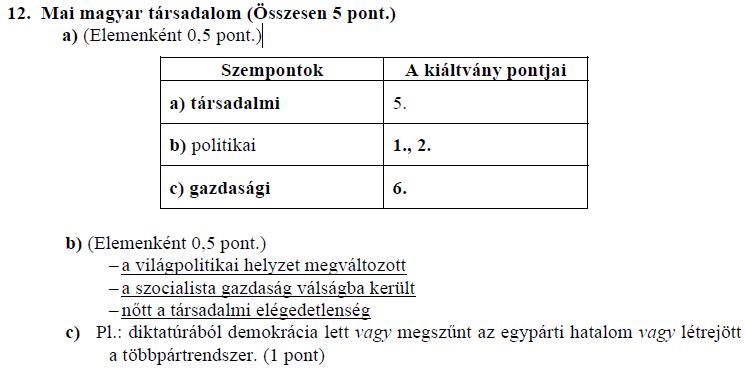 12. Mai magyar társadalom (Összesen 5 pont.)
a) (Elemenként 0,5 pont.)
Szempontok A kiáltvány pontjai
a) társadalmi 5.
b) politikai 1., 2.
c) gazdasági 6.
b) (Elemenként 0,5 pont.)
– a világpolitikai helyzet megváltozott
– a szocialista gazdaság válságba került
– nőtt a társadalmi elégedetlenség
c) Pl.: diktatúrából demokrácia lett vagy megszűnt az egypárti hatalom vagy létrejött
a többpártrendszer. (1 pont)